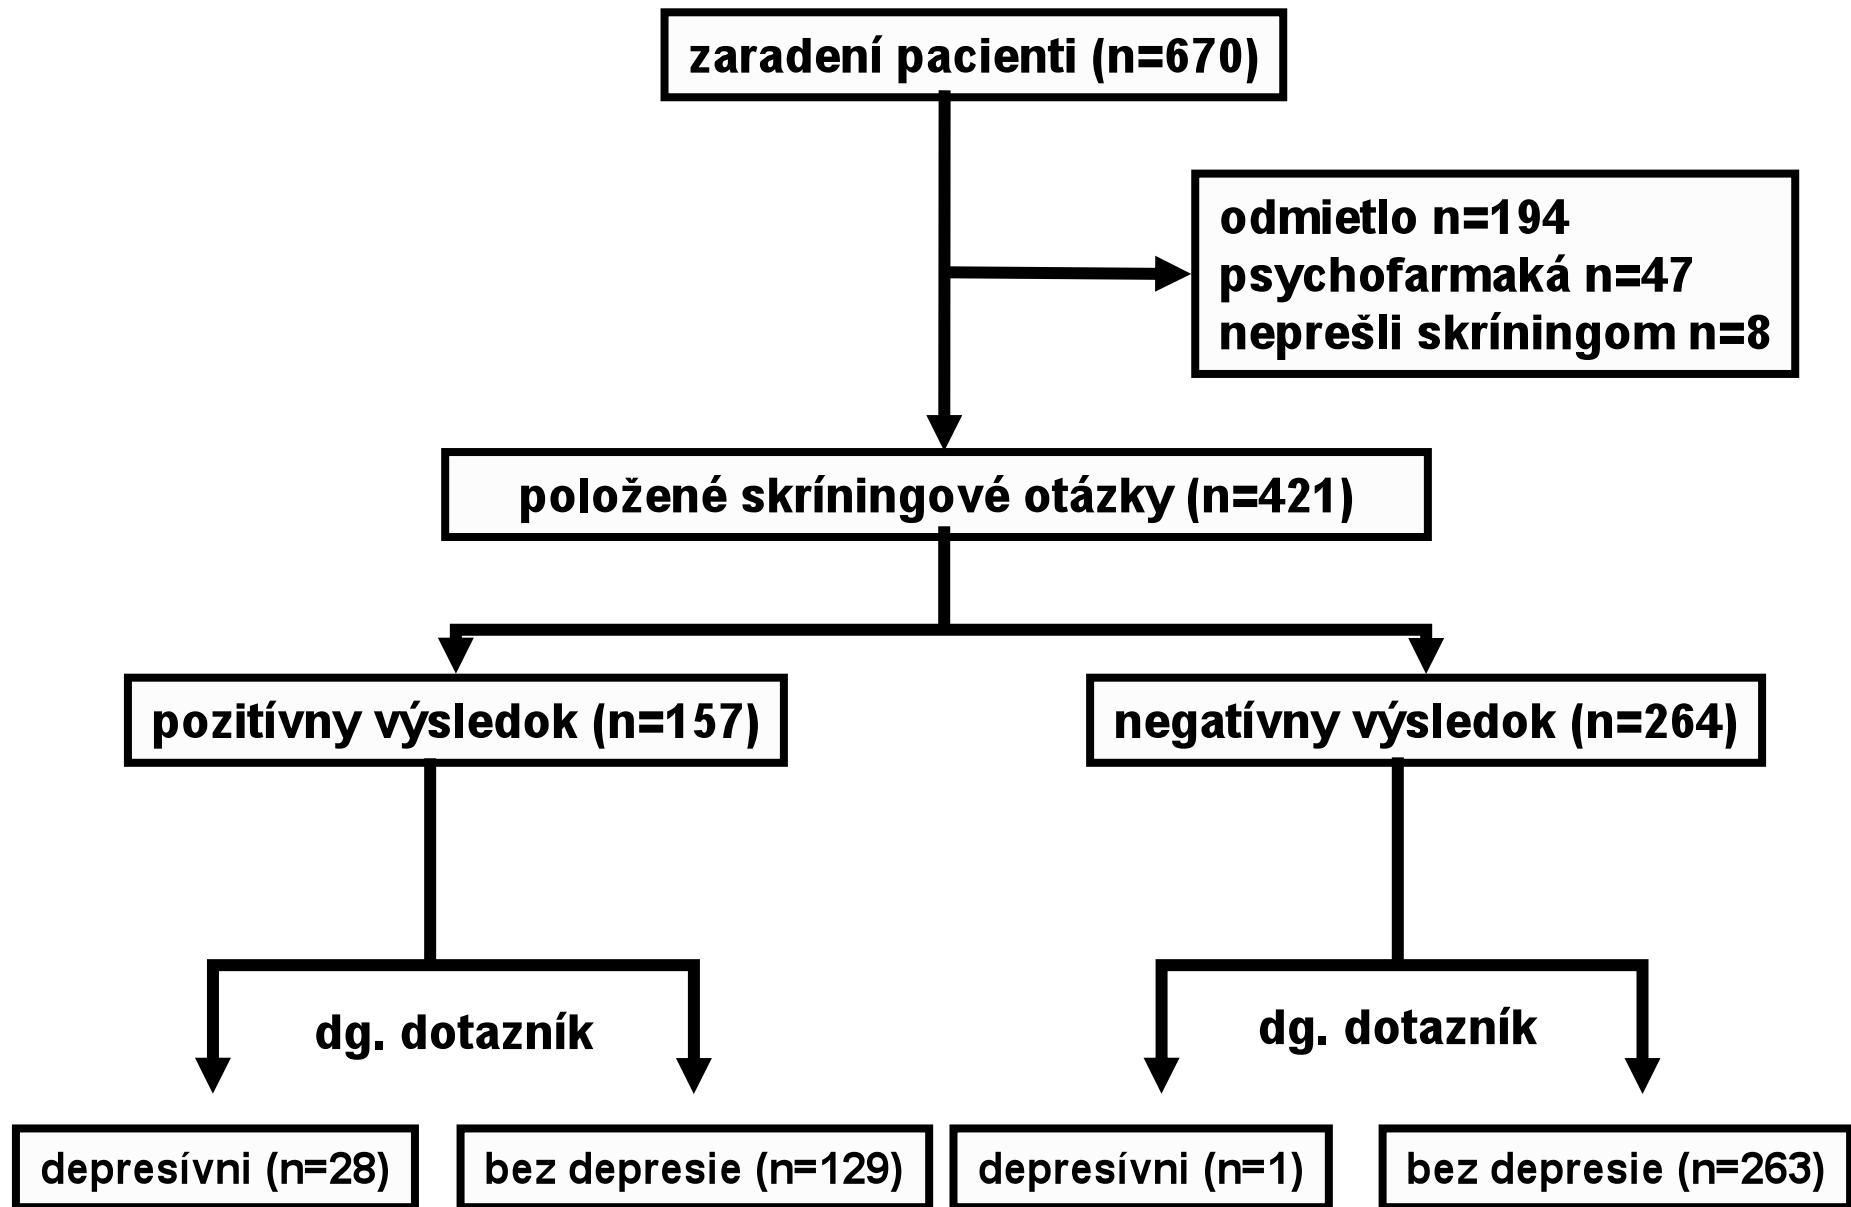 zaradení pacienti (n=670)
odmietlo n=194
psychofarmaká n=47
neprešli skríningom n=8
položené skríningové otázky (n=421)
pozitívny výsledok (n=157)
negatívny výsledok (n=264)
dg. dotazník
dg. dotazník
depresívni (n=28)
bez depresie (n=129)
depresívni (n=1)
bez depresie (n=263)